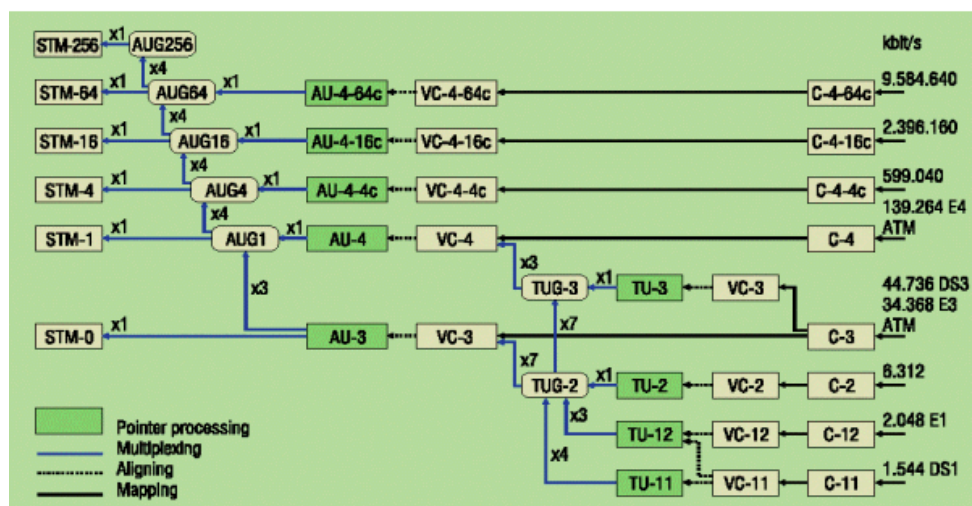 kbit/s
STM-256 x1 AUG256
x4
9.584.640
STM-64 x1 AUG64 x1 AU-4-64c VC-4-64c C-4-64c
x4
2.396.160
STM-16 x1 AUG16 x1 AU-4-16c VC-4-16c C-4-16c
x4
599.040
STM-4 x1 AUG4 x1 AU-4-4c VC-4-4c C-4-4c
x4
139.264 E4
STM-1 x1 AUG1 x1 AU-4 VC-4 C-4 ATM
x3
x3
TUG-3 x1 TU-3 VC-3
44.736 DS3
34.368 E3
x7
STM-0 x1 AU-3 VC-3 C-3 ATM
x7
TUG-2 x1 TU-2 VC-2 C-2 6.312
x3
TU-12 VC-12 C-12 2.048 E1
x4
TU-11 VC-11 C-11 1.544 DS1
Pointer processing
Multiplexing
Aligning
Mapping